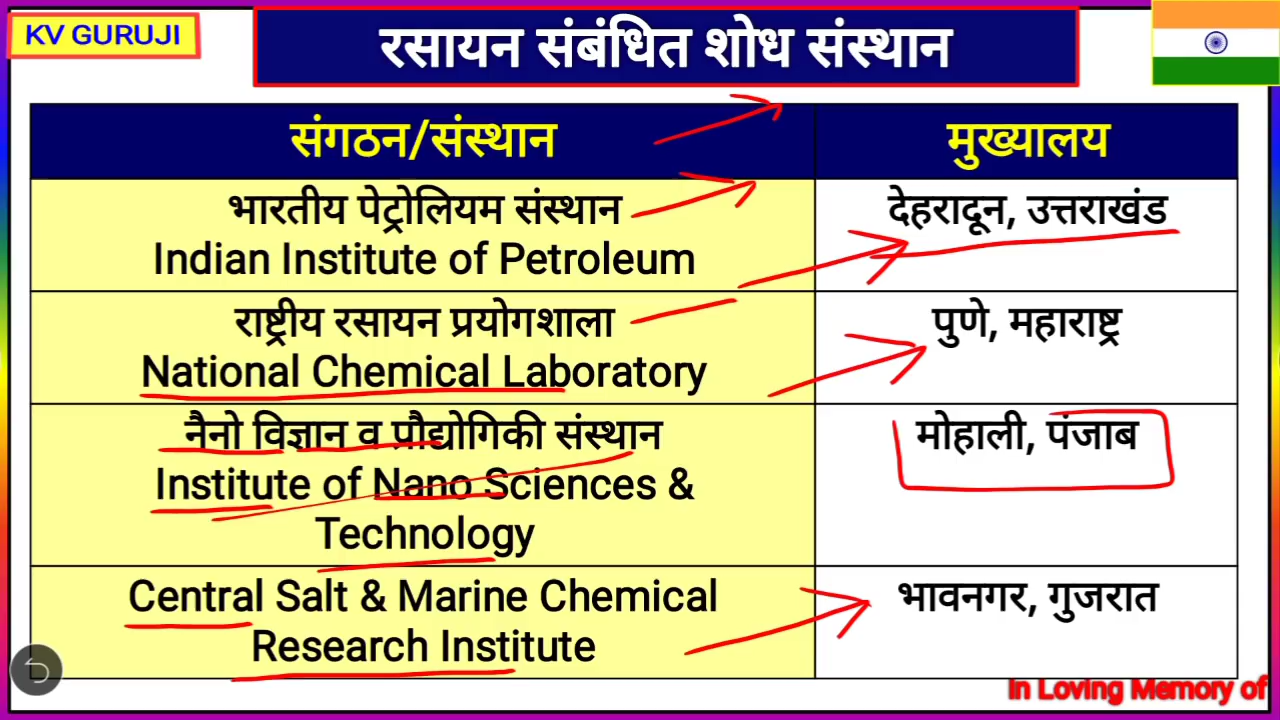 KV GURUJI
रसायन संबंधित शोध संस्थान
संगठन/संस्थान
मुख्यालय
भारतीय पेट्रोलियम संस्थान
Indian Institute of Petroleum
देहरादून, उत्तराखंड
राष्ट्रीय रसायन प्रयोगशाला
National Chemical Laboratory
पुणे, महाराष्ट्र
नैनो विज्ञान व प्रौद्योगिकी संस्थान
Institute of Nano Sciences &
Technology
मोहाली, पंजाब
Central Salt & Marine Chemical
Research Institute
भावनगर, गुजरात
In Loving Memory of